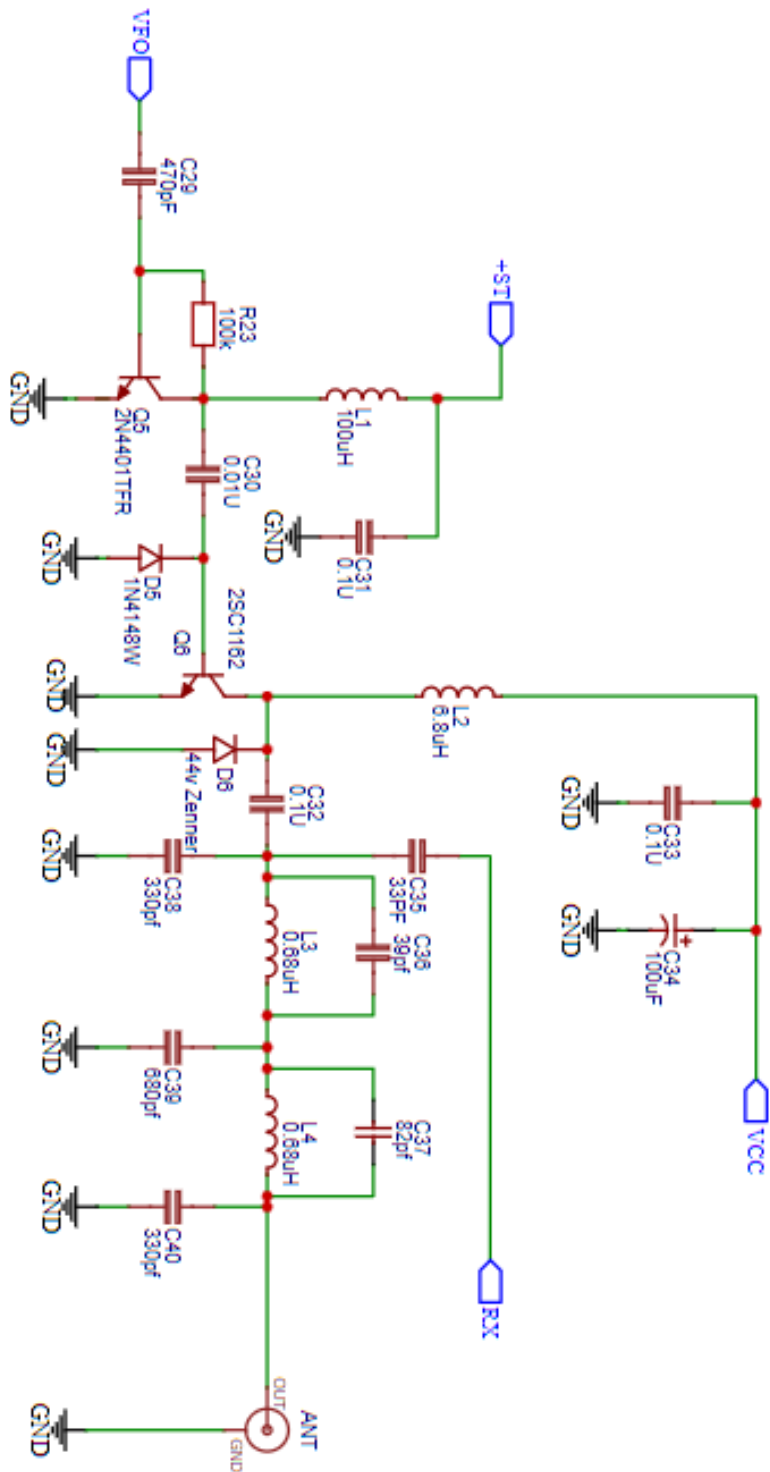 VFO
C29
470pF
R23
100k
+ST
L1
100uH
C31
0.1U
GND
Q5
2N4401TFR
GND
C30
0.01U
D5
1N4148W
GND
2SC1162
Q6
GND
L2
6.8uH
D6
44v Zenner
GND
C32
0.1U
C33
0.1U
GND
C34
100uF
+
GND
VCC
C38
330pf
GND
C35
33PF
C36
39pf
L3
0.68uH
C39
680pf
GND
C37
82pf
L4
0.68uH
C40
330pf
GND
RX
ANT
OUT
GND
GND